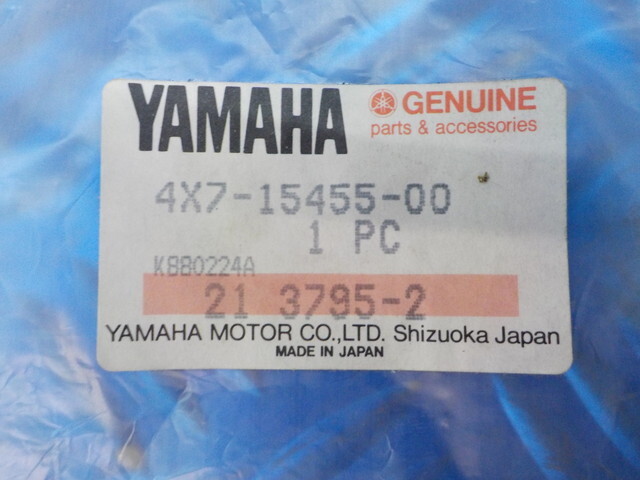 YAMAHA GENUINE
parts & accessories
4X7-15455-00
1 PC
K880224A
21 3795-2
YAMAHA MOTOR CO.,LTD. Shizuoka Japan
MADE IN JAPAN